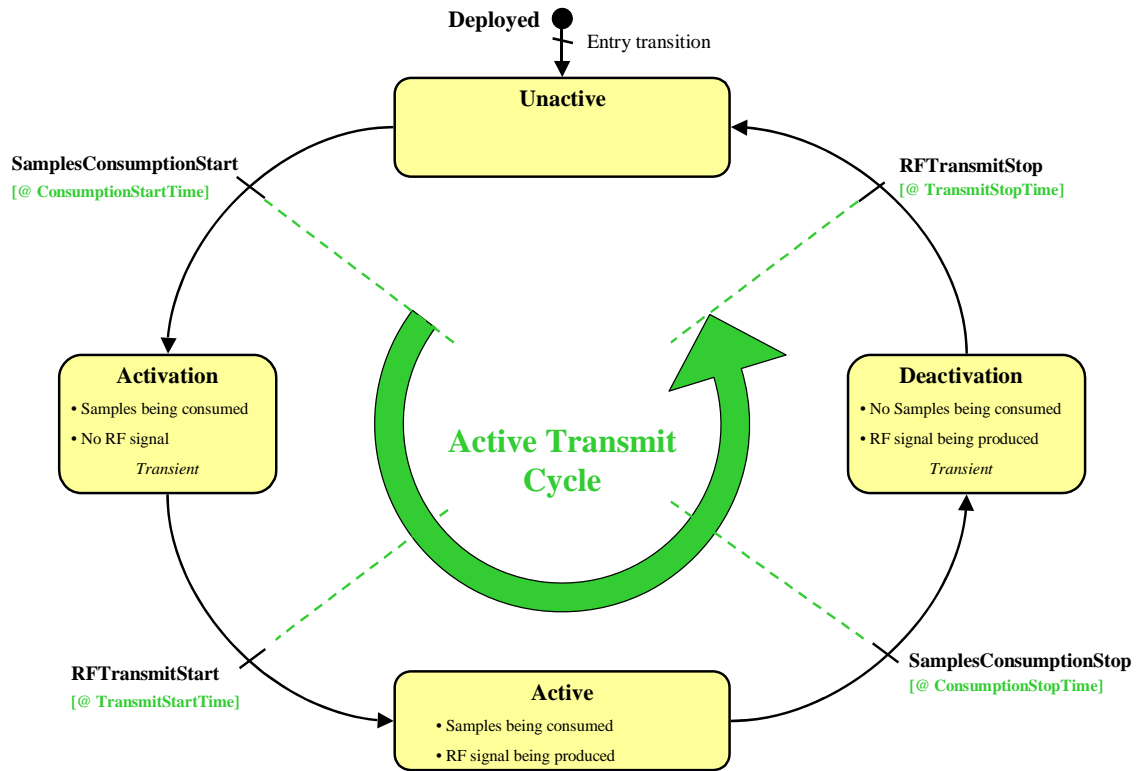 Deployed
Entry transition
Unactive
SamplesConsumptionStart
[@ ConsumptionStartTime]
RFTransmitStop
[@ TransmitStopTime]
Activation
• Samples being consumed
• No RF signal
Transient
Deactivation
• No Samples being consumed
• RF signal being produced
Transient
Active Transmit
Cycle
RFTransmitStart
[@ TransmitStartTime]
SamplesConsumptionStop
[@ ConsumptionStopTime]
Active
• Samples being consumed
• RF signal being produced